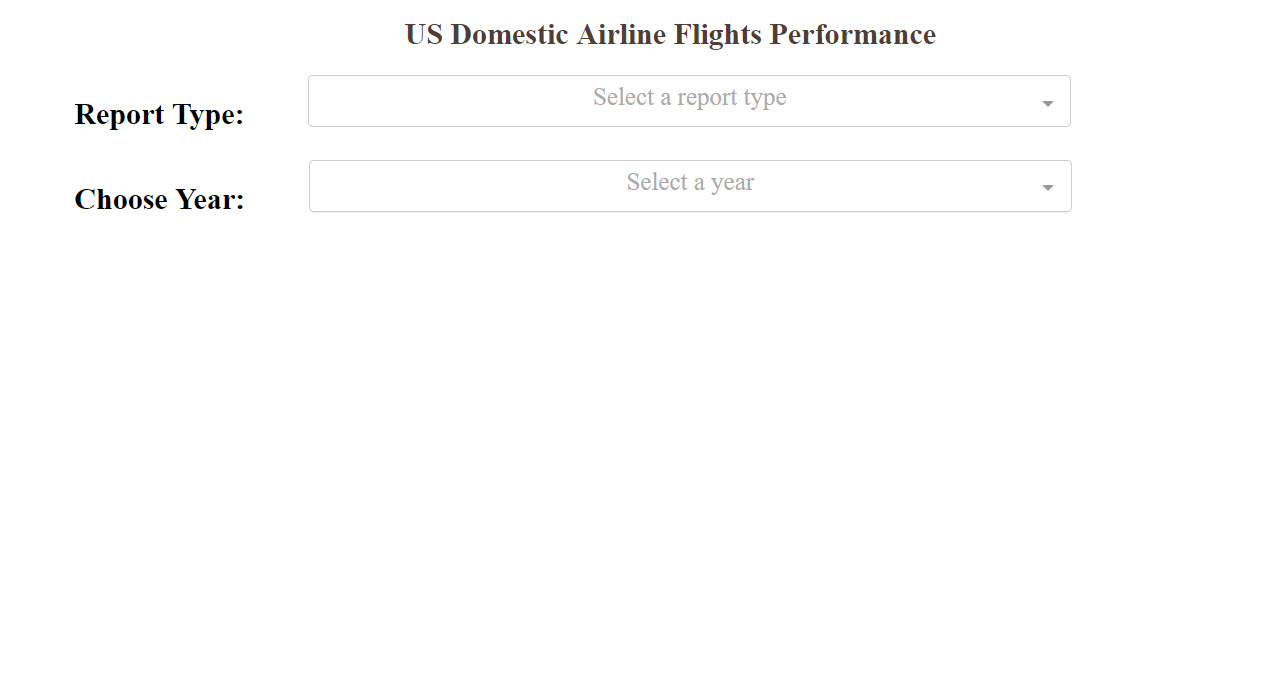 US Domestic Airline Flights Performance
Report Type:
Select a report type
Choose Year:
Select a year